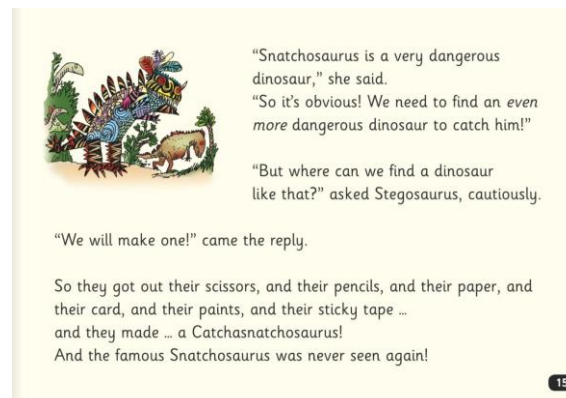 “Snatchosaurus is a very dangerous
dinosaur,” she said.
“So it’s obvious! We need to find an even
more dangerous dinosaur to catch him!”
“But where can we find a dinosaur
like that?” asked Stegosaurus, cautiously.
“We will make one!” came the reply.
So they got out their scissors, and their pencils, and their paper, and
their card, and their paints, and their sticky tape ...
and they made ... a Catchasnatchosaurus!
And the famous Snatchosaurus was never seen again!
15